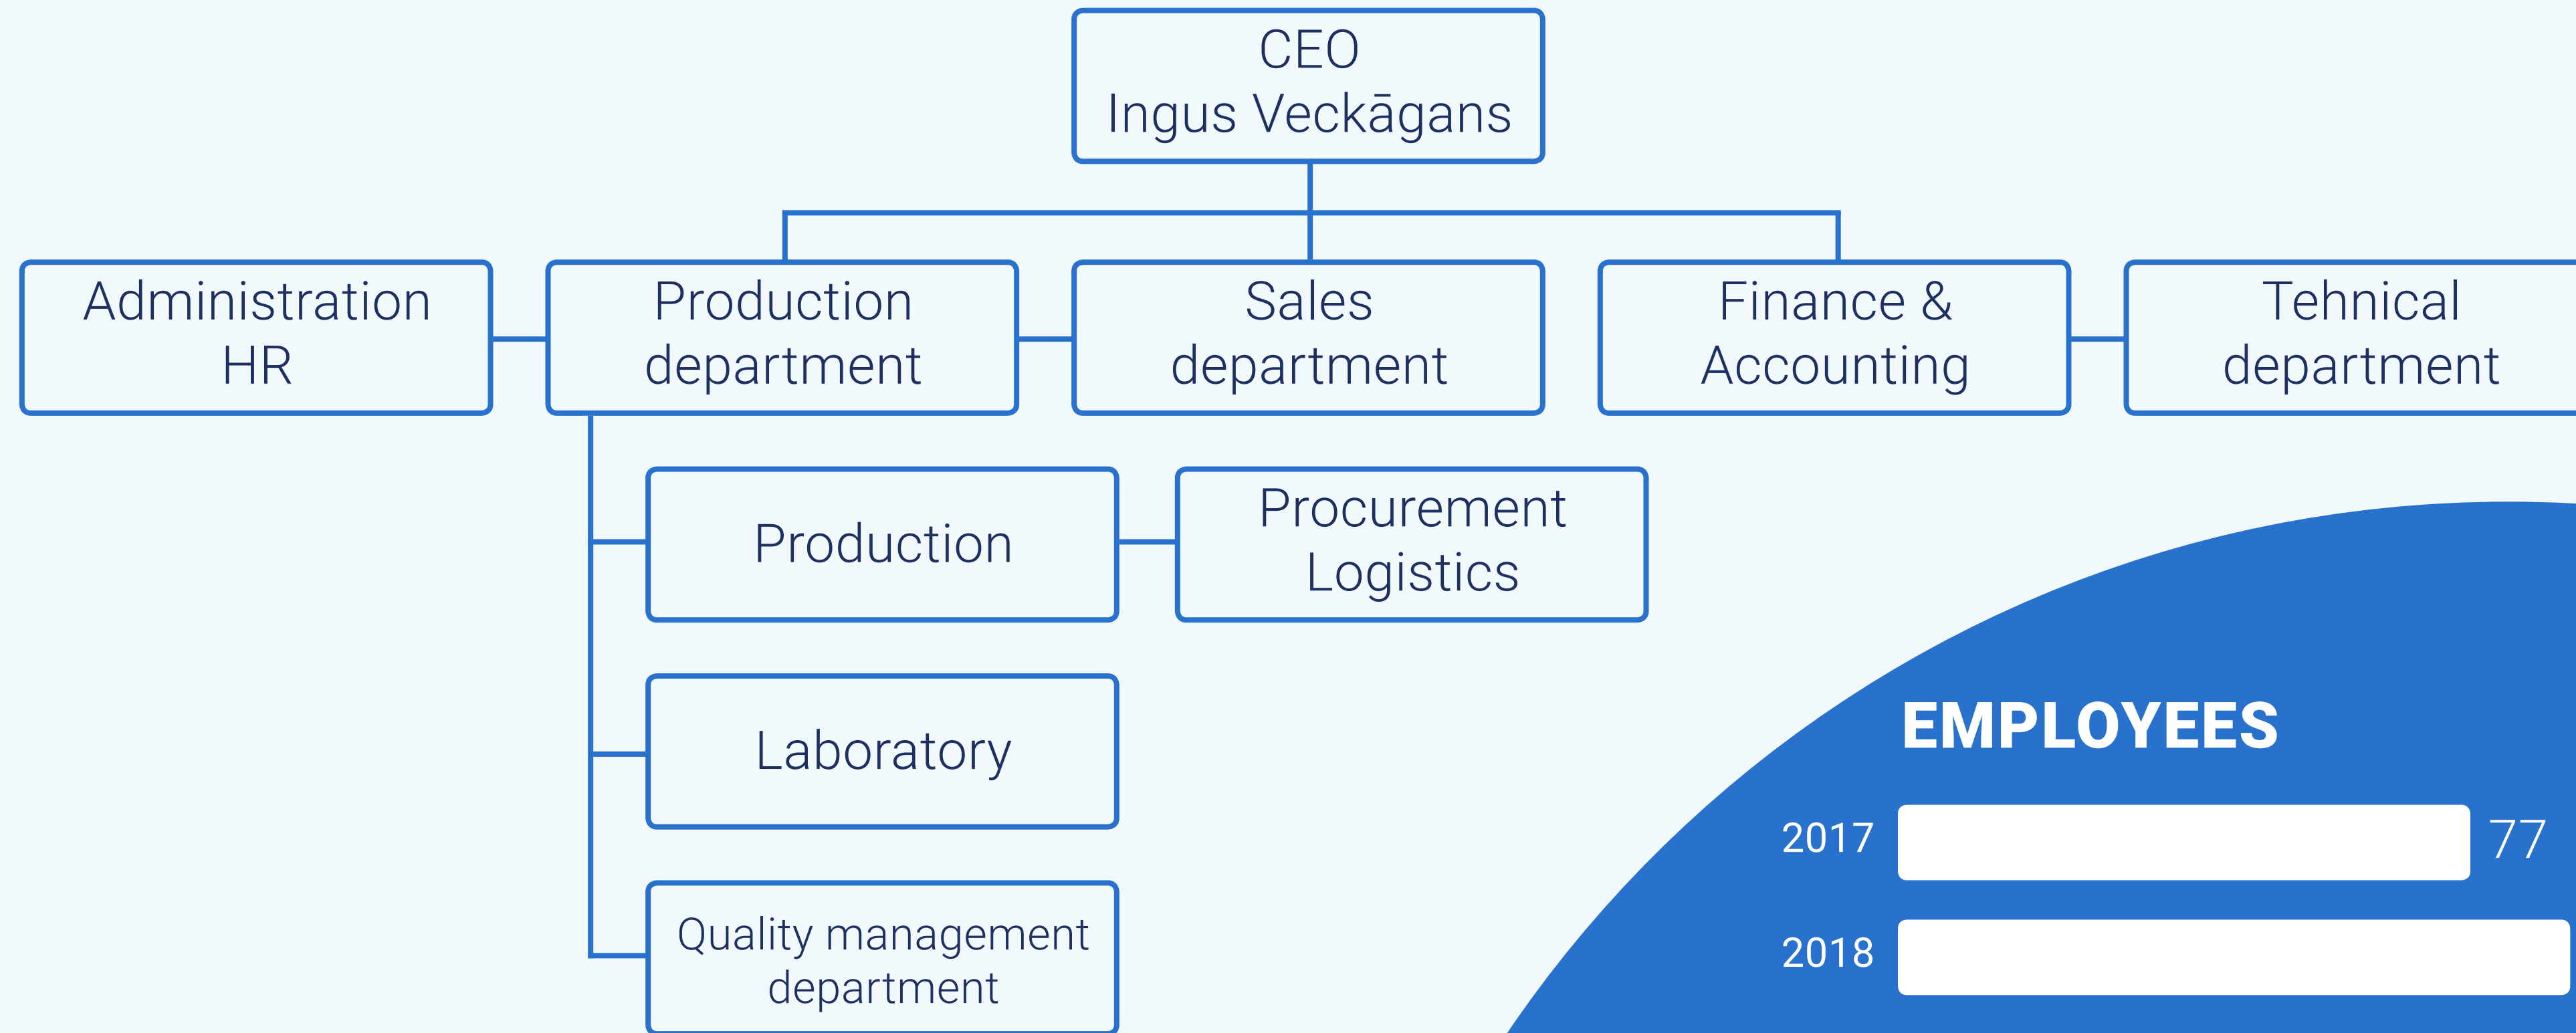 CEO
Ingus Veckāgans
Administration
HR
Production
department
Sales
department
Finance &
Accounting
Tehnical
department
Production
Procurement
Logistics
Laboratory
Quality management
department
EMPLOYEES
2017
77
2018